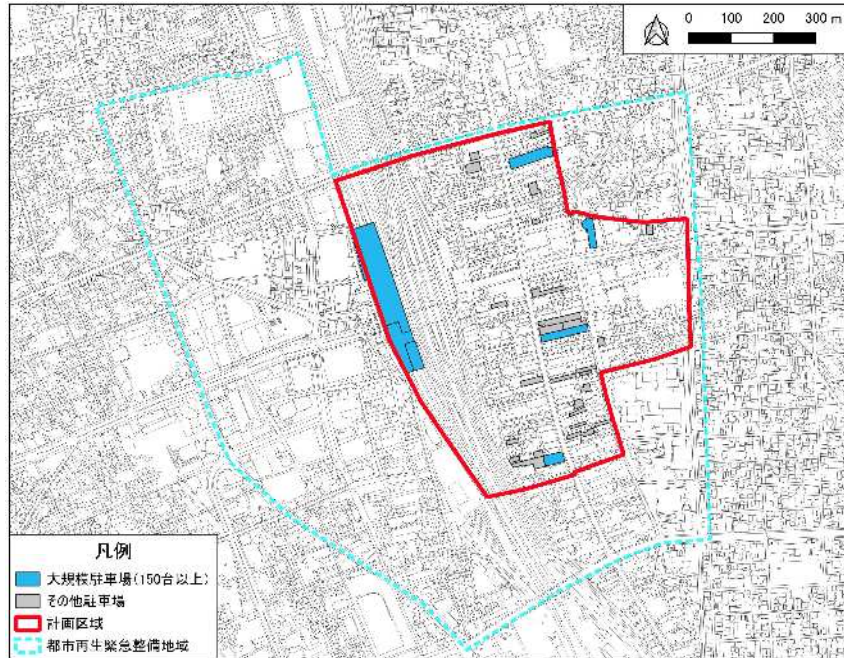 0 100 200 300 m
凡例
大規模駐車場(150台以上)
その他駐車場
計画区域
都市再生緊急整備地域